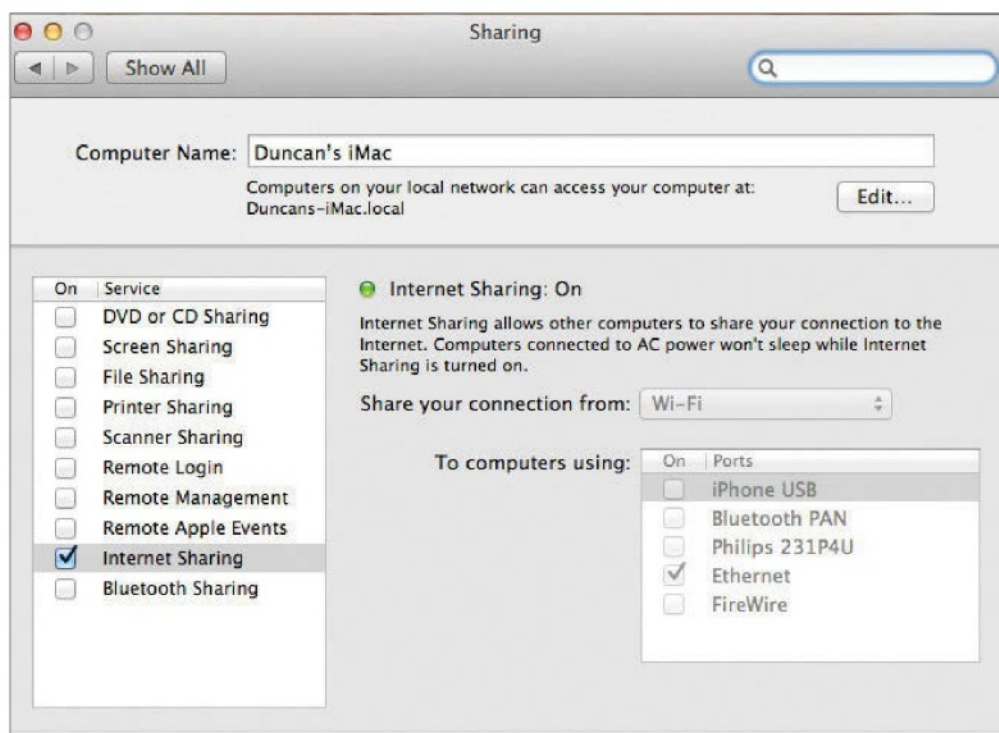 Sharing
Show All
Computer Name: Duncan's iMac
Computers on your local network can access your computer at:
Duncans-iMac.local
Edit...
On Service
DVD or CD Sharing
Screen Sharing
File Sharing
Printer Sharing
Scanner Sharing
Remote Login
Remote Management
Remote Apple Events
Internet Sharing
Bluetooth Sharing
Internet Sharing: On
Internet Sharing allows other computers to share your connection to the
Internet. Computers connected to AC power won't sleep while Internet
Sharing is turned on.
Share your connection from: Wi-Fi
To computers using:
On Ports
iPhone USB
Bluetooth PAN
Philips 231P4U
Ethernet
FireWire